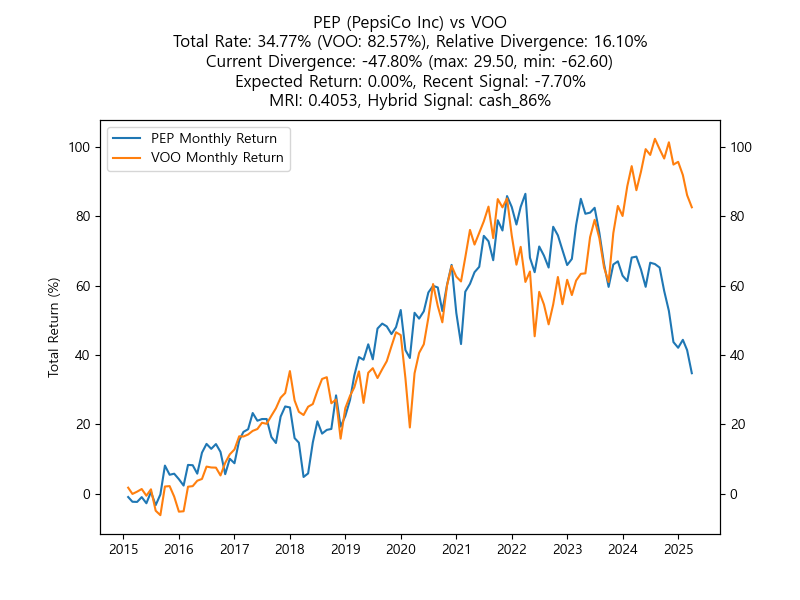 PEP (PepsiCo Inc) vs VOO
Total Rate: 34.77% (VOO: 82.57%), Relative Divergence: 16.10%
Current Divergence: -47.80% (max: 29.50, min: -62.60)
Expected Return: 0.00%, Recent Signal: -7.70%
MRI: 0.4053, Hybrid Signal: cash_86%
PEP Monthly Return
VOO Monthly Return
100
80
60
40
20
0
Total Return (%)
100
80
60
40
20
0
2015 2016 2017 2018 2019 2020 2021 2022 2023 2024 2025